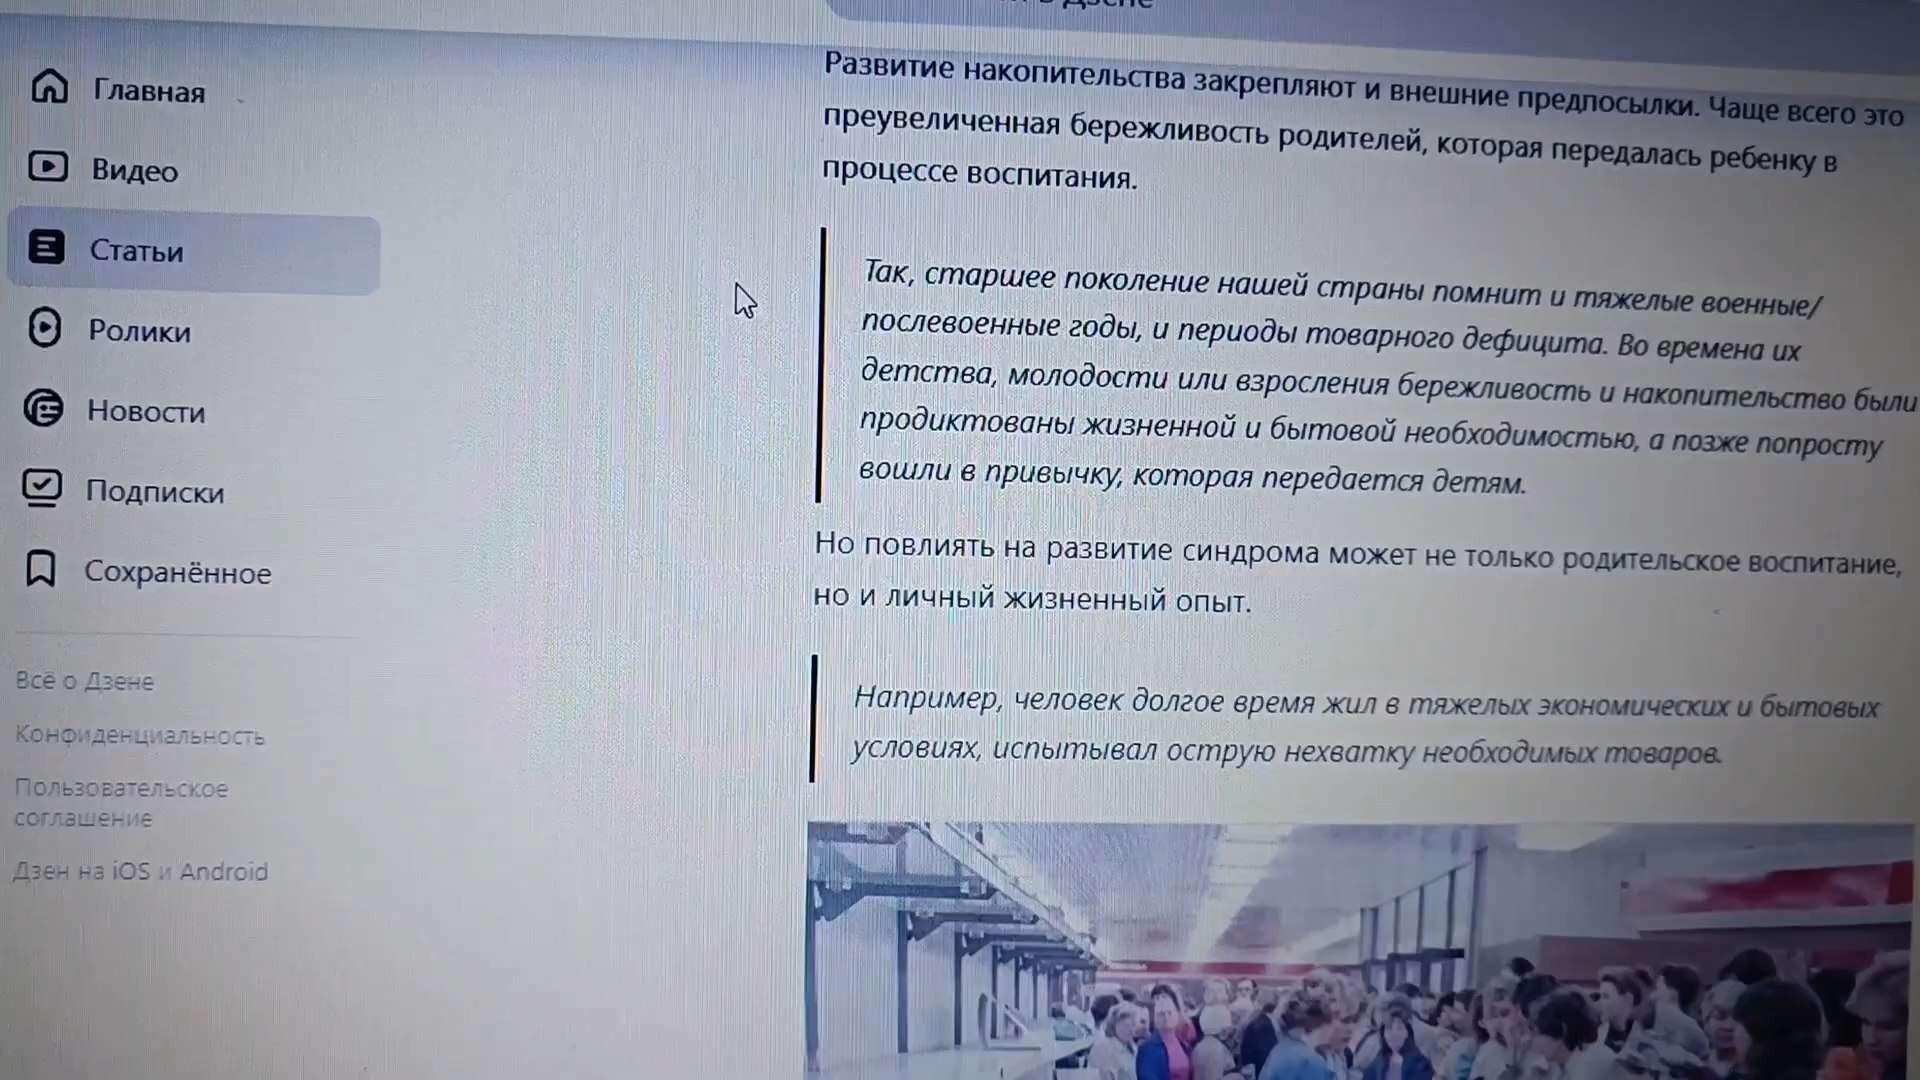 в Дзене
Главная
Видео
Статьи
Ролики
Новости
Подписки
Сохранённое
Всё о Дзене
Конфиденциальность
Пользовательское
соглашение
Дзен на iOS и Android
Развитие накопительства закрепляют и внешние предпосылки. Чаще всего это
преувеличенная бережливость родителей, которая передалась ребенку в
процессе воспитания.
Так, старшее поколение нашей страны помнит и тяжелые военные/
послевоенные годы, и периоды товарного дефицита. Во времена их
детства, молодости или взросления бережливость и накопительство были
продиктованы жизненной и бытовой необходимостью, а позже попросту
вошли в привычку, которая передается детям.
Но повлиять на развитие синдрома может не только родительское воспитание,
но и личный жизненный опыт.
Например, человек долгое время жил в тяжелых экономических и бытовых
условиях, испытывал острую нехватку необходимых товаров.